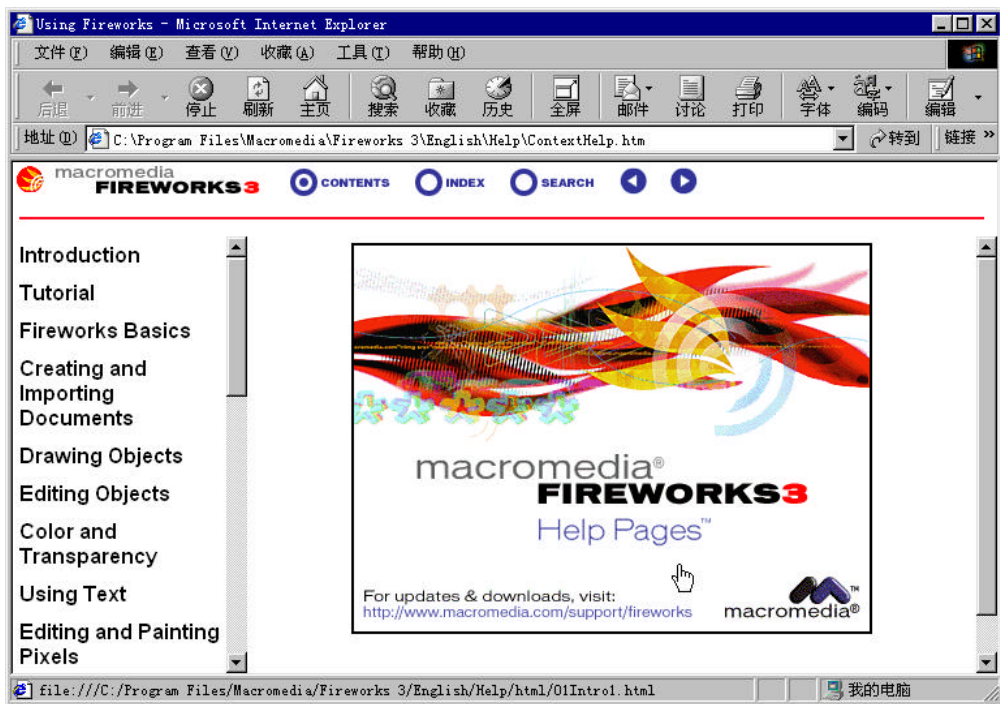 Using Fireworks - Microsoft Internet Explorer
文件(F) 编辑(E) 查看(V) 收藏(A) 工具(T) 帮助(H)
后退 前进 停止 刷新 主页 搜索 收藏 历史 全屏 邮件 讨论 打印 字体 编码 编辑
地址(D) C:\Program Files\Macromedia\Fireworks 3\English\Help\ContextHelp.htm 转到 链接 »
macromedia
FIREWORKS3 CONTENTS INDEX SEARCH
Introduction
Tutorial
Fireworks Basics
Creating and
Importing
Documents
Drawing Objects
Editing Objects
Color and
Transparency
Using Text
Editing and Painting
Pixels
macromedia®
FIREWORKS3
Help Pages™
For updates & downloads, visit:
http://www.macromedia.com/support/fireworks
macromedia®
™
file:///C:/Program Files/Macromedia/Fireworks 3/English/Help/html/01Intro1.html 我的电脑